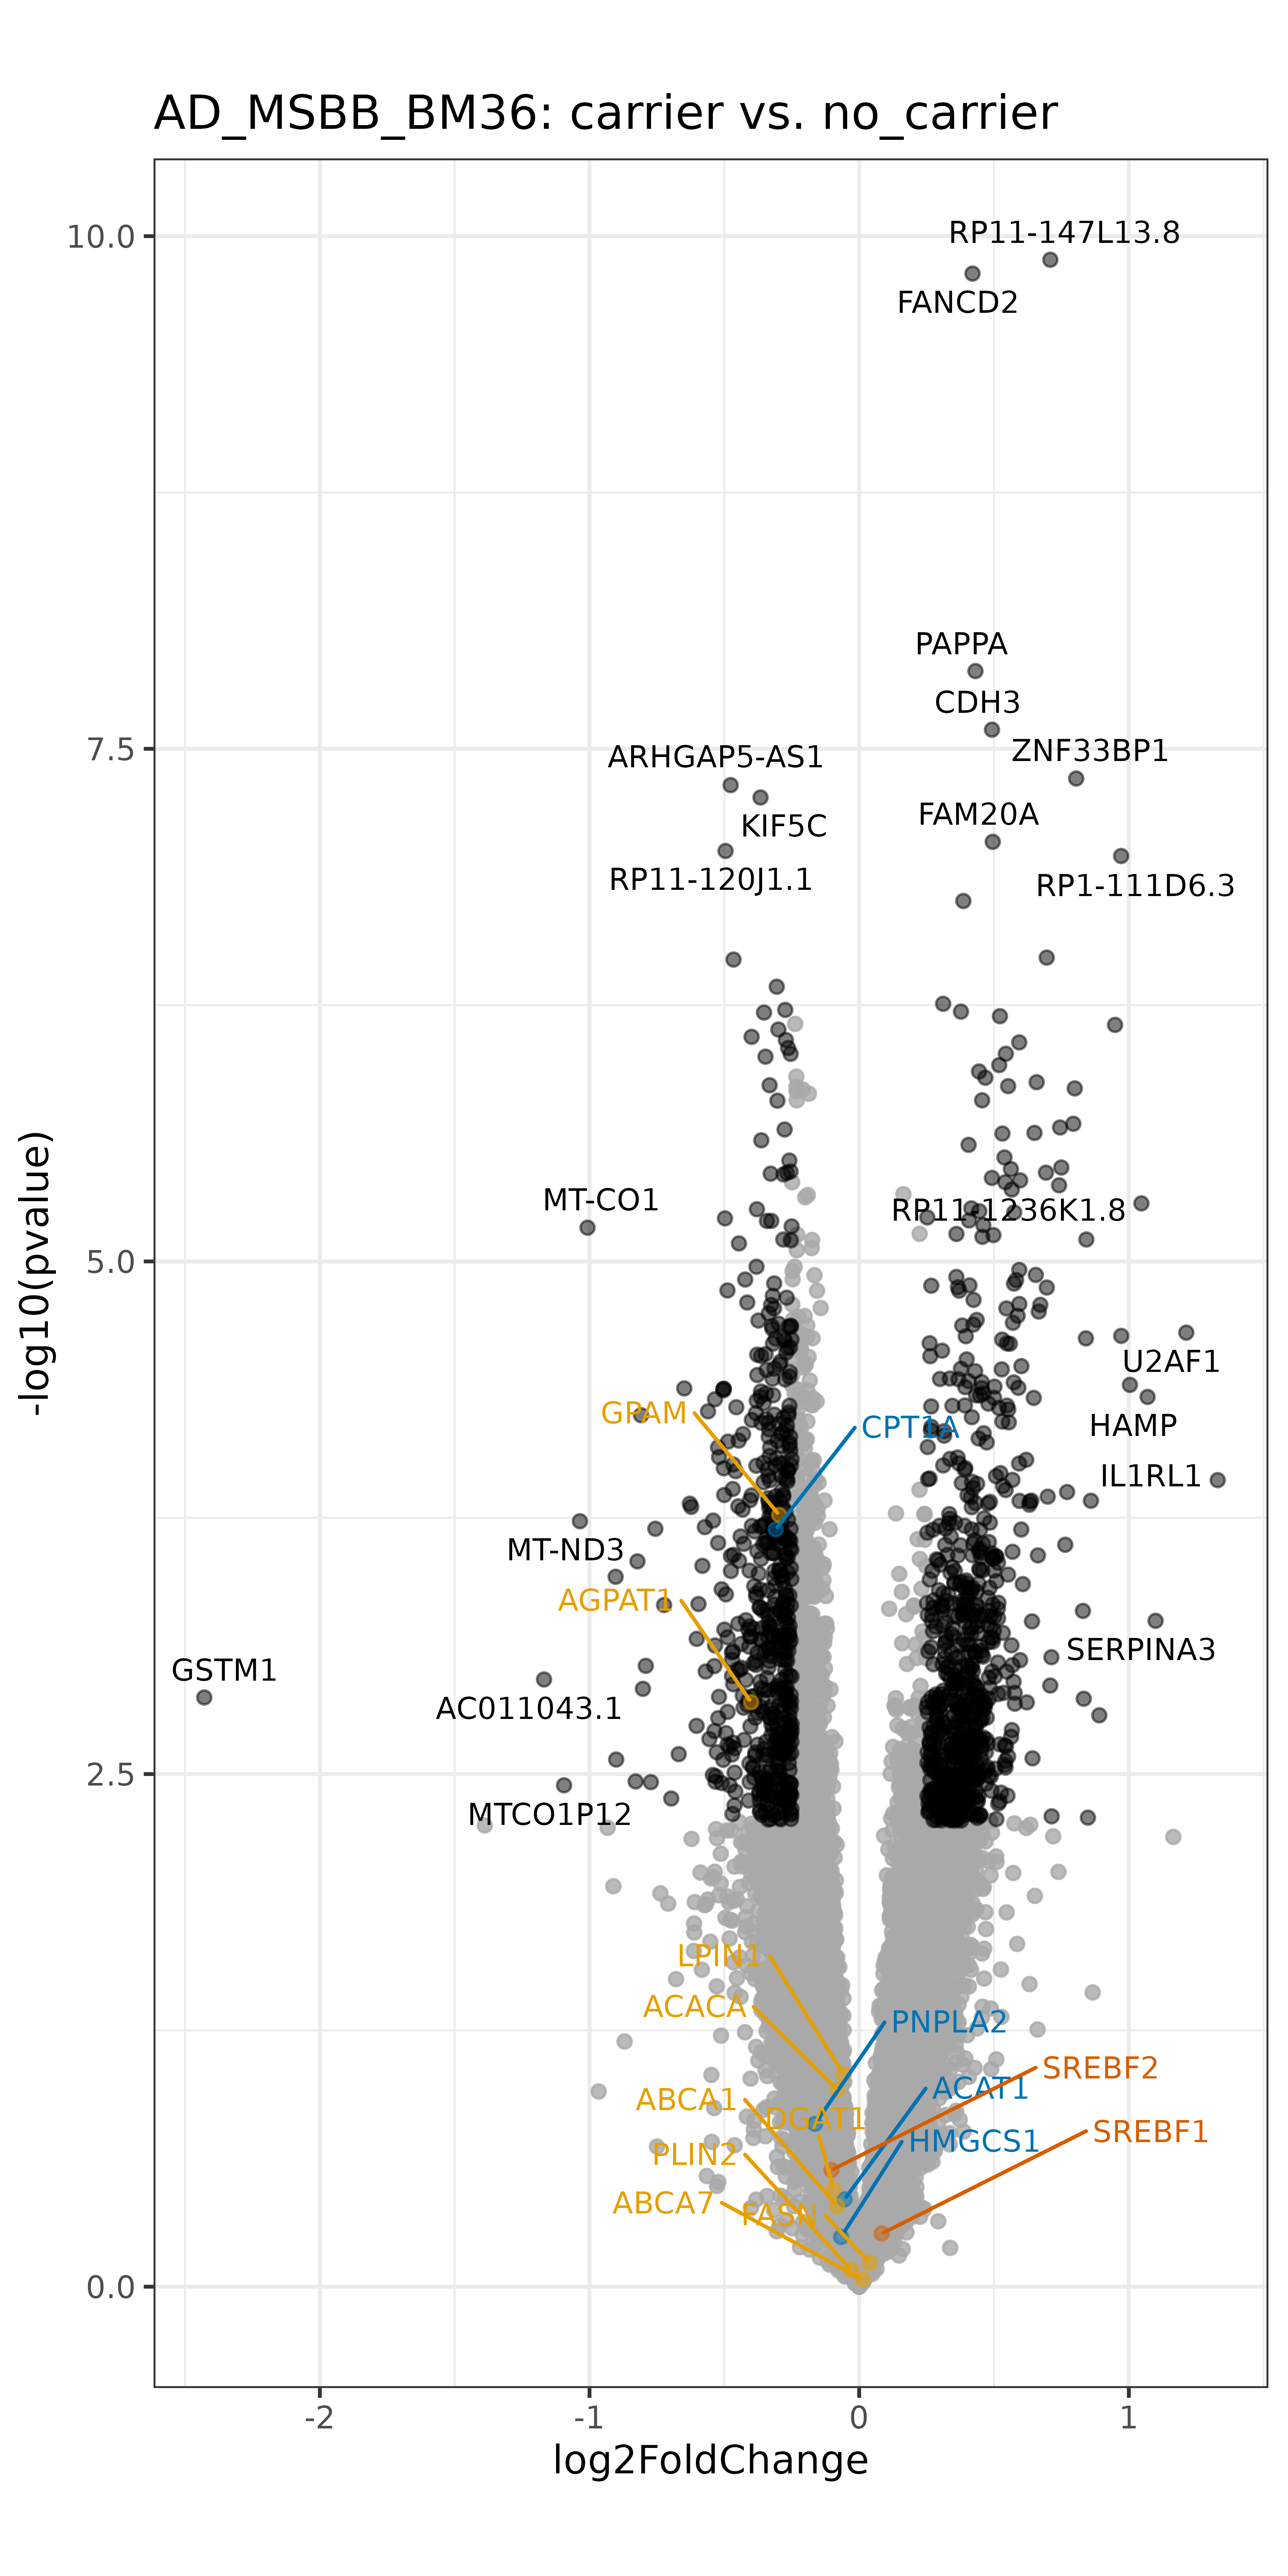 AD_MSBB_BM36: carrier vs. no_carrier
10.0
RP11-147L13.8
FANCD2
PAPPA
CDH3
7.5
ZNF33BP1
ARHGAP5-AS1
FAM20A
KIF5C
RP11-120J1.1
RP1-111D6.3
MT-CO1
RP11-1236K1.8
5.0
U2AF1
GPAM
CPT1A
HAMP
IL1RL1
MT-ND3
AGPAT1
SERPINA3
GSTM1
AC011043.1
2.5
MTCO1P12
LPIN1
ACACA
PNPLA2
SREBF2
ACAT1
ABCA1
DGAT1
SREBF1
HMGCS1
PLIN2
ABCA7
FASN
0.0
-2
-1
0
1
log2FoldChange
-log10(pvalue)